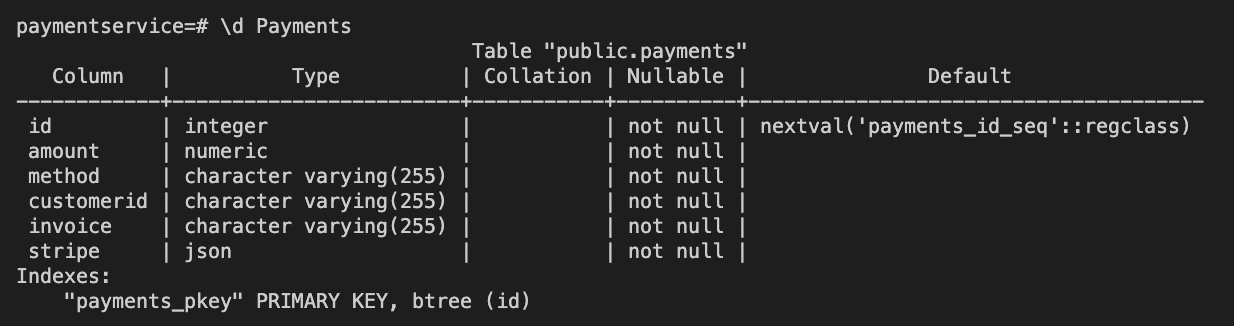 paymentservice=# \d Payments
                                      Table "public.payments"
   Column   |          Type          | Collation | Nullable |               Default
------------+------------------------+-----------+----------+--------------------------------------
 id         | integer                |           | not null | nextval('payments_id_seq'::regclass)
 amount     | numeric                |           | not null |
 method     | character varying(255) |           | not null |
 customerid | character varying(255) |           | not null |
 invoice    | character varying(255) |           | not null |
 stripe     | json                   |           | not null |
Indexes:
    "payments_pkey" PRIMARY KEY, btree (id)